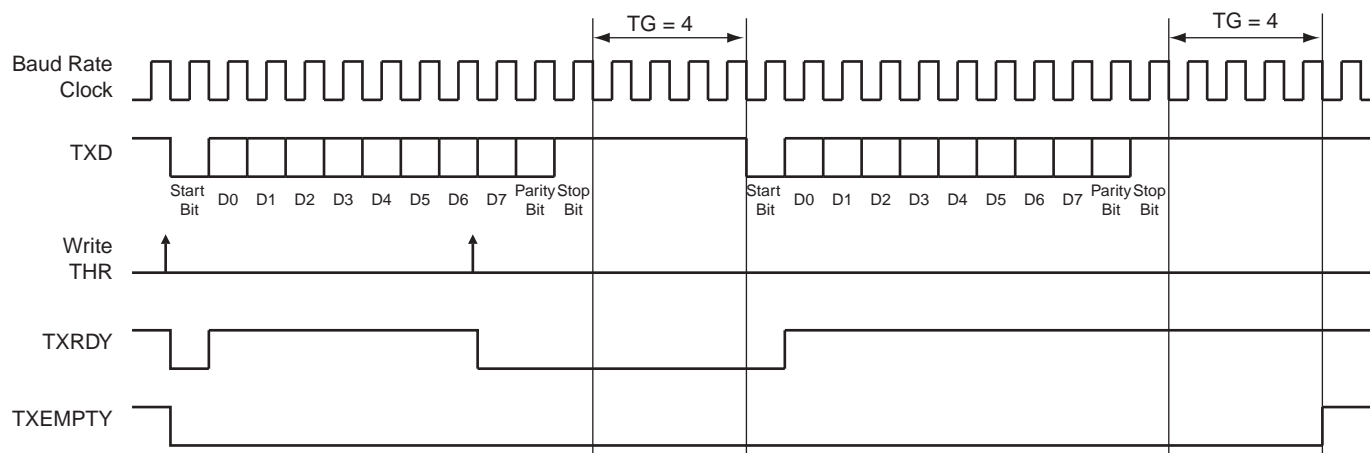 TG = 4
TG = 4
Baud Rate
Clock
TXD
Start
Bit
D0
D1
D2
D3
D4
D5
D6
D7
Parity
Bit
Stop
Bit
Start
Bit
D0
D1
D2
D3
D4
D5
D6
D7
Parity
Bit
Stop
Bit
Write
THR
TXRDY
TXEMPTY